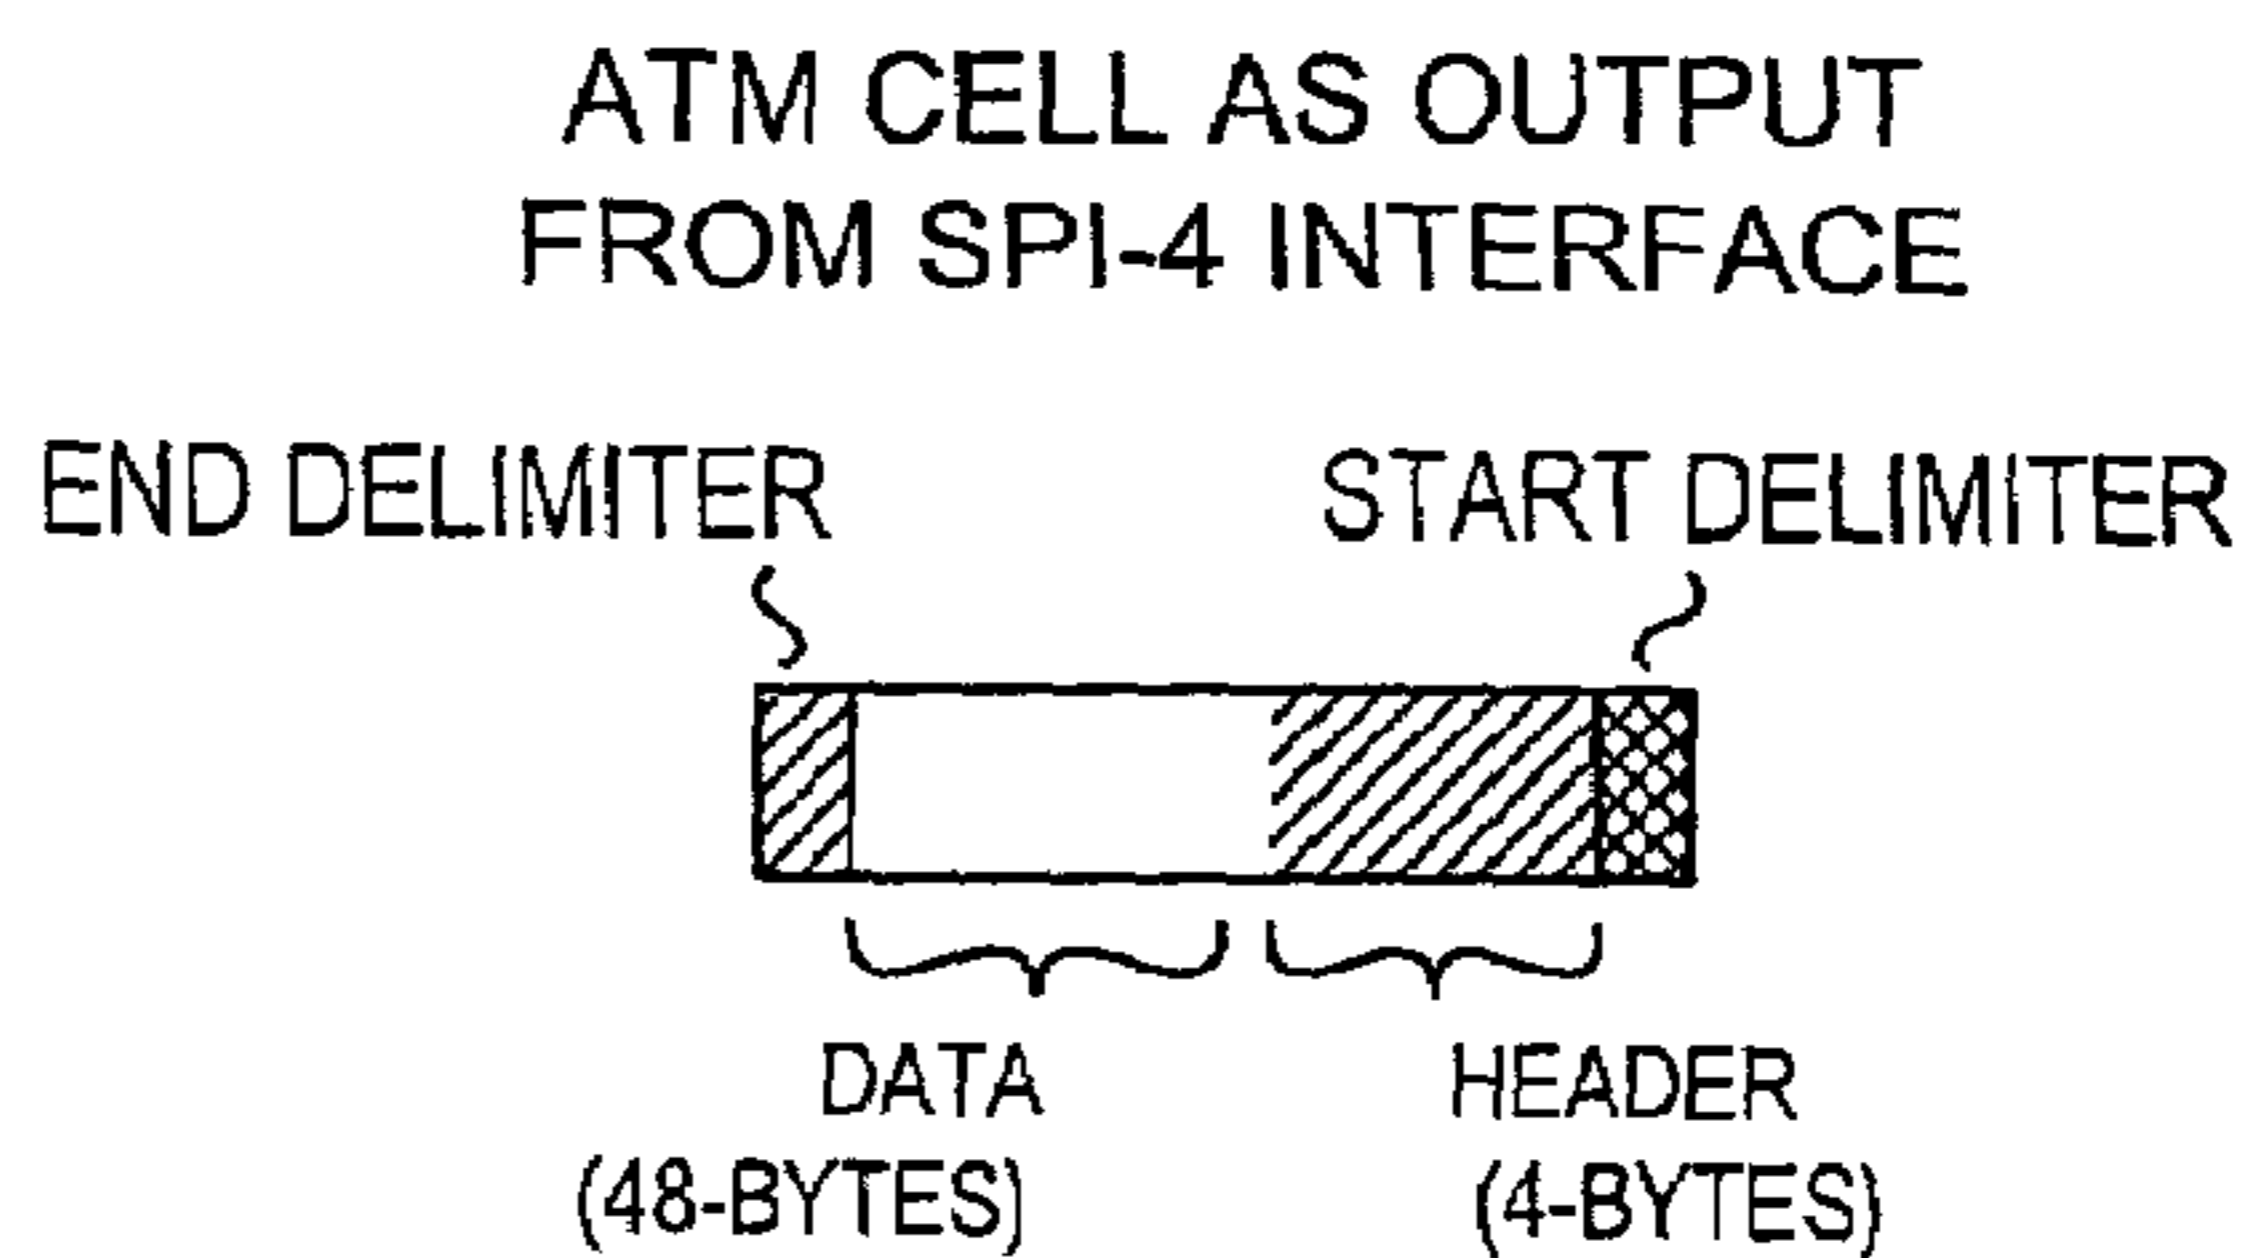 ATM CELL AS OUTPUT
FROM SPI-4 INTERFACE
END DELIMITER
START DELIMITER
DATA
(48-BYTES)
HEADER
(4-BYTES)